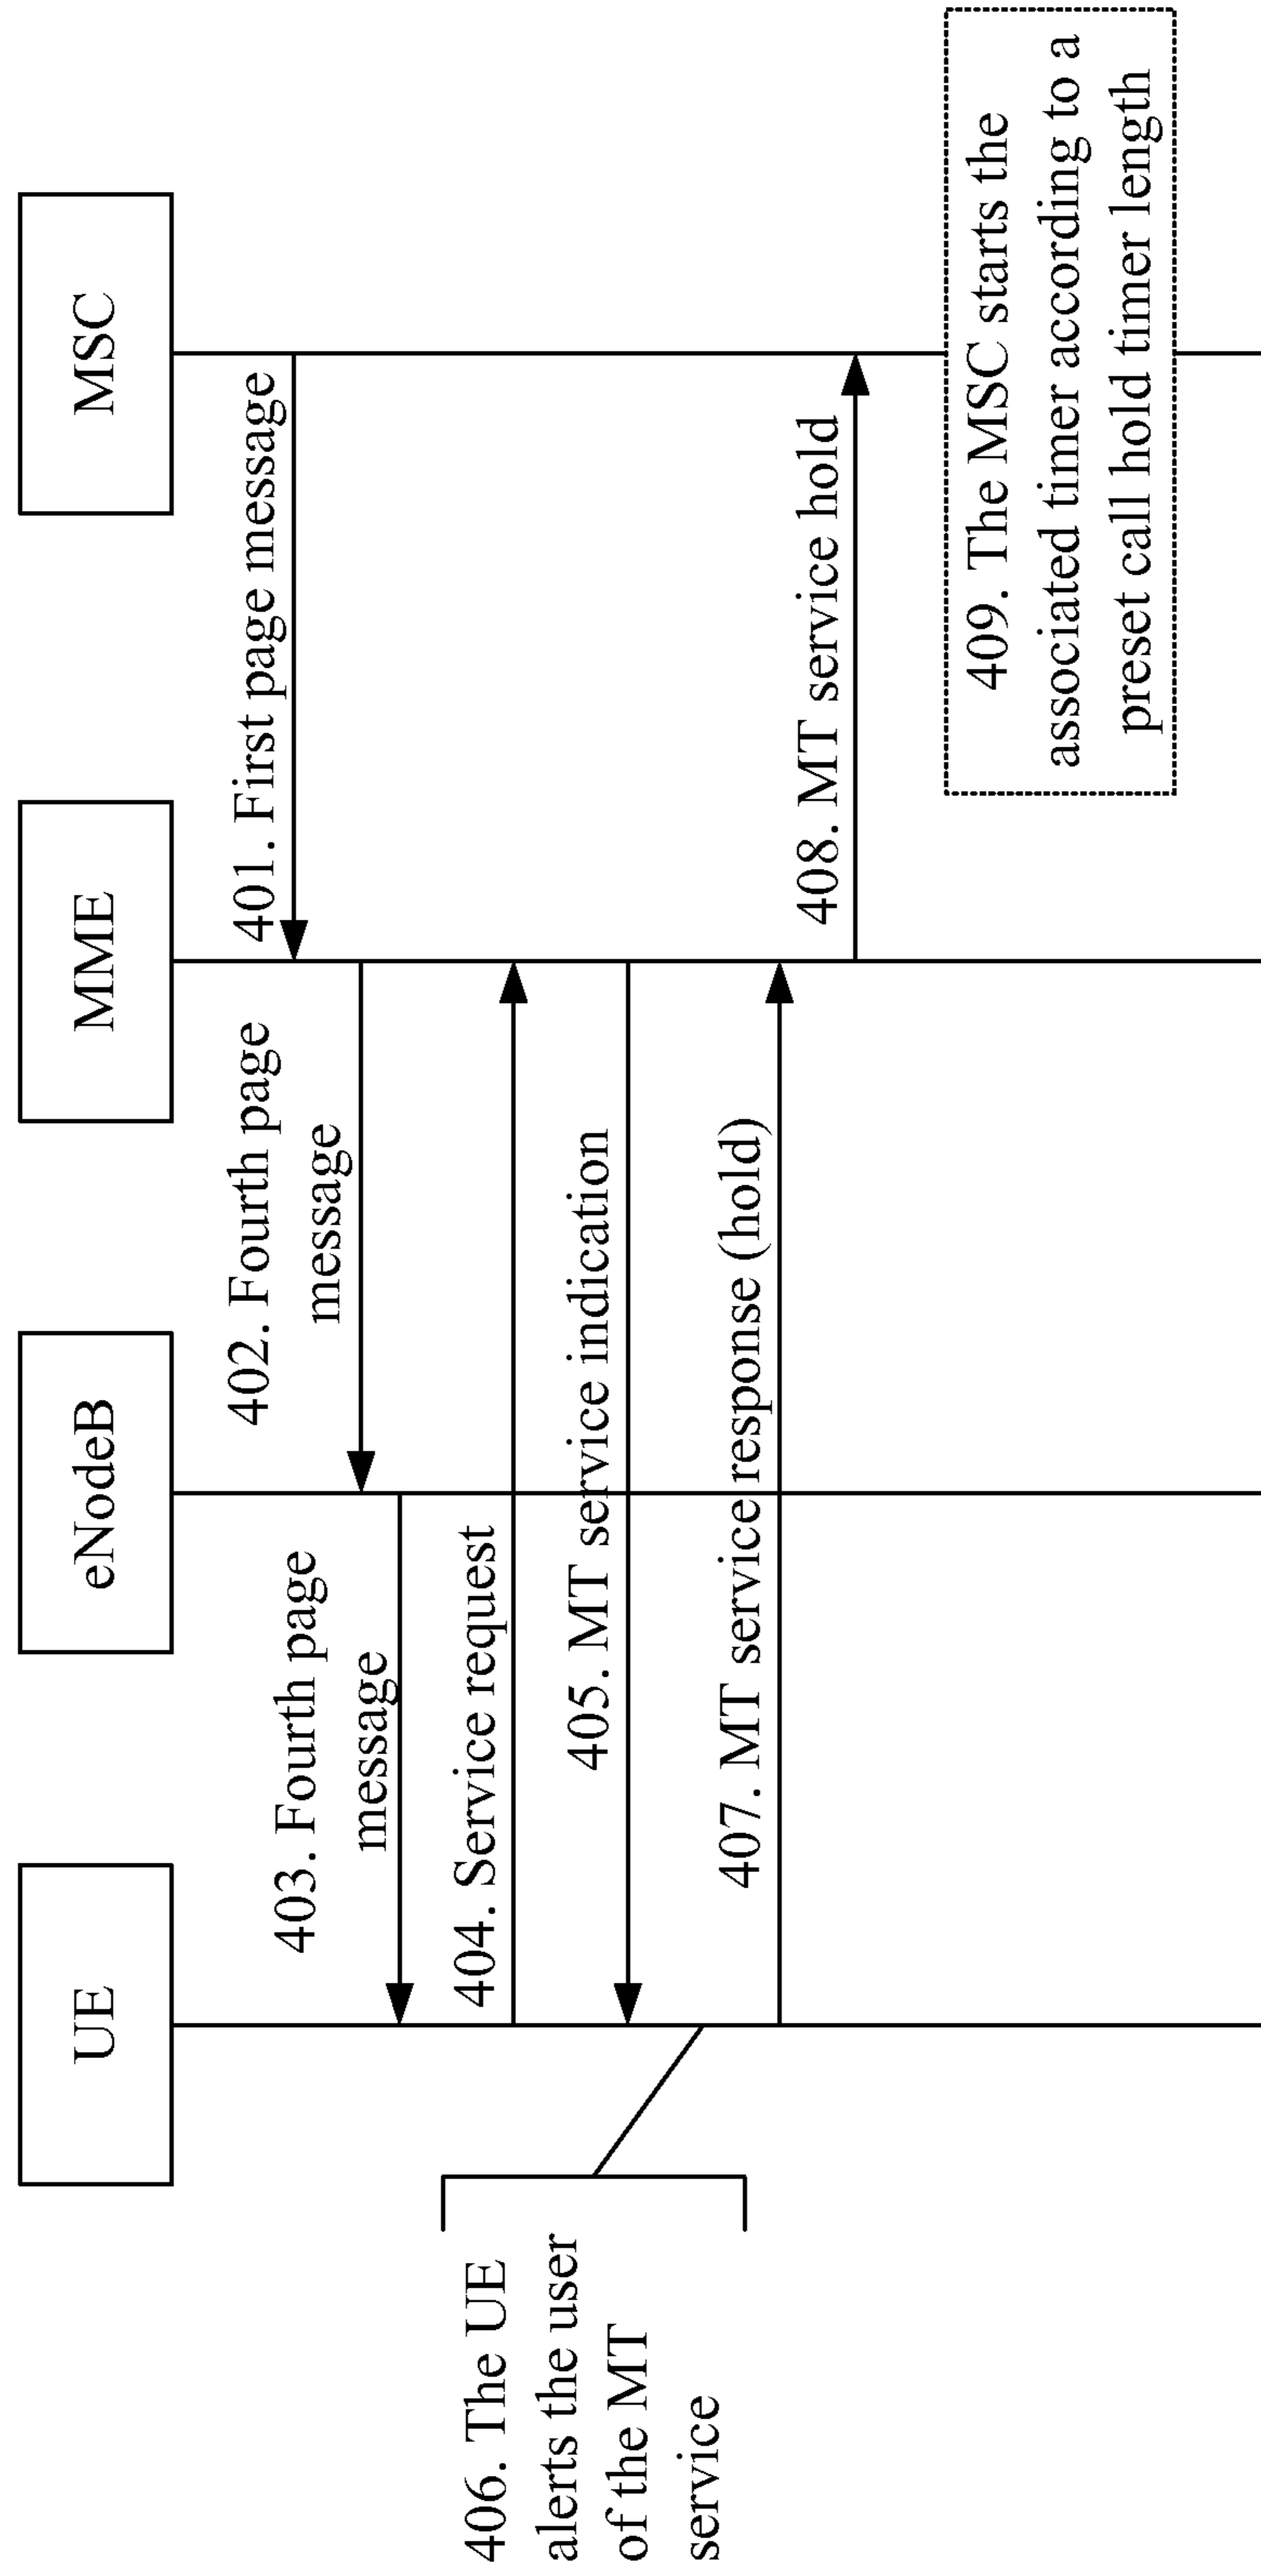 UE
eNodeB
MME
MSC
401. First page message
402. Fourth page
message
403. Fourth page
message
404. Service request
405. MT service indication
406. The UE
alerts the user
of the MT
service
407. MT service response (hold)
408. MT service hold
409. The MSC starts the
associated timer according to a
preset call hold timer length